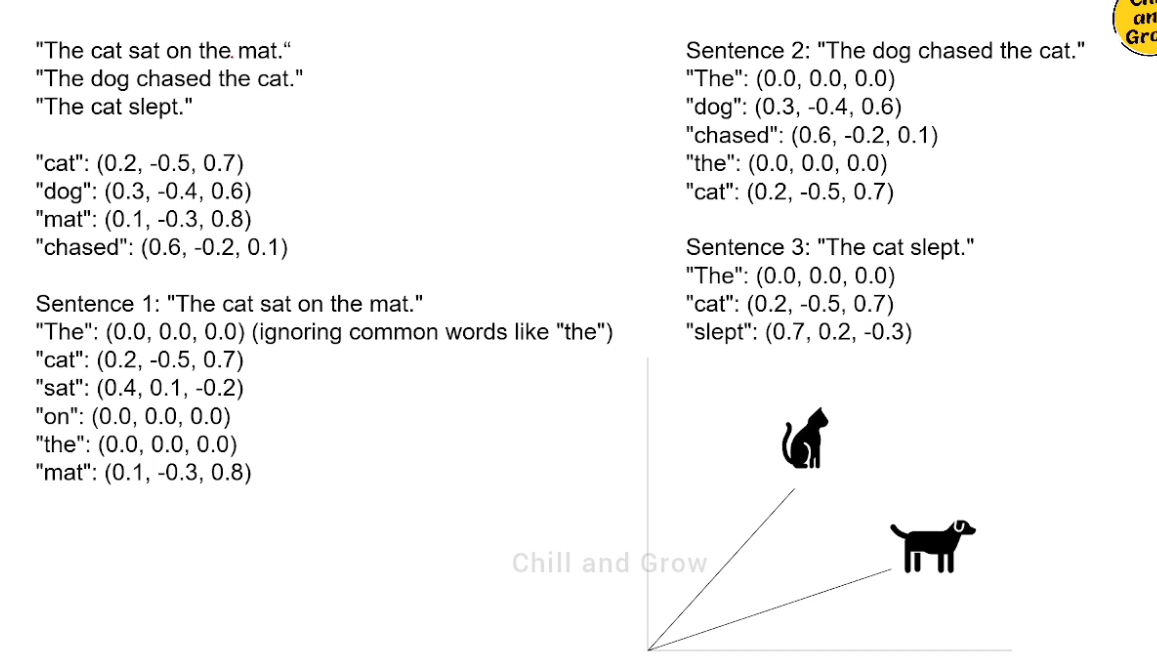 "The cat sat on the mat.“
"The dog chased the cat."
"The cat slept."
"cat": (0.2, -0.5, 0.7)
"dog": (0.3, -0.4, 0.6)
"mat": (0.1, -0.3, 0.8)
"chased": (0.6, -0.2, 0.1)
Sentence 1: "The cat sat on the mat."
"The": (0.0, 0.0, 0.0) (ignoring common words like "the")
"cat": (0.2, -0.5, 0.7)
"sat": (0.4, 0.1, -0.2)
"on": (0.0, 0.0, 0.0)
"the": (0.0, 0.0, 0.0)
"mat": (0.1, -0.3, 0.8)
Sentence 2: "The dog chased the cat."
"The": (0.0, 0.0, 0.0)
"dog": (0.3, -0.4, 0.6)
"chased": (0.6, -0.2, 0.1)
"the": (0.0, 0.0, 0.0)
"cat": (0.2, -0.5, 0.7)
Sentence 3: "The cat slept."
"The": (0.0, 0.0, 0.0)
"cat": (0.2, -0.5, 0.7)
"slept": (0.7, 0.2, -0.3)
Chill and Grow